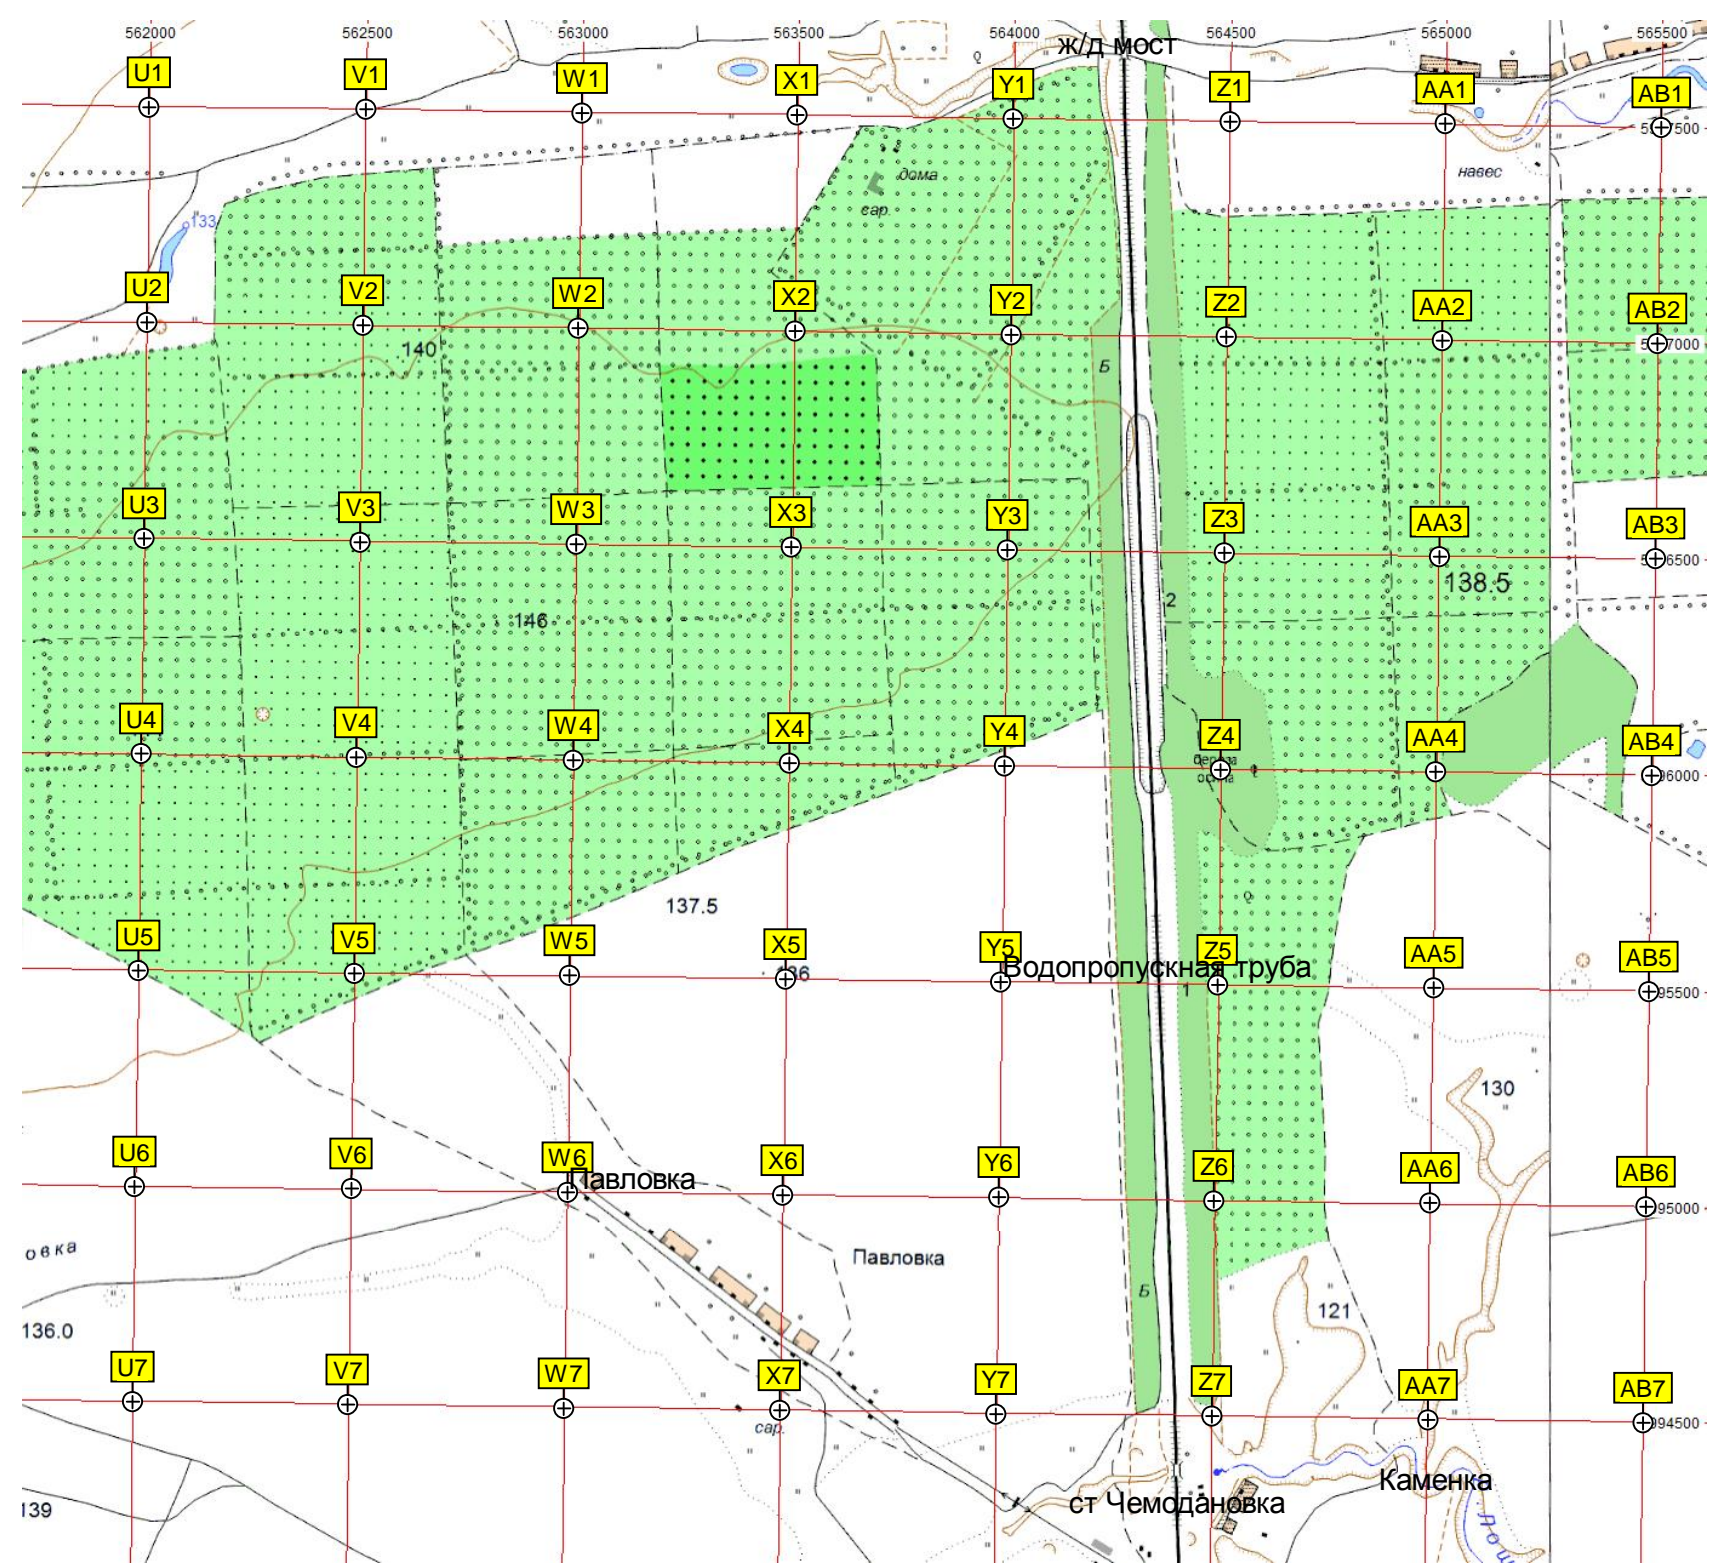 562000 562500 563000 563500 564000 564500 565000 565500
ж/д мост
U1 V1 W1 X1 Y1 Z1 AA1 AB1
дома
сар.
навес
133
U2 V2 W2 X2 Y2 Z2 AA2 AB2
7000
140
Б
U3 V3 W3 X3 Y3 Z3 AA3 AB3
6500
138.5
2
146
U4 V4 W4 X4 Y4 Z4 AA4 AB4
96000
137.5
U5 V5 W5 X5 Y5 Z5 AA5 AB5
Водопропускная труба
1
95500
130
U6 V6 W6 X6 Y6 Z6 AA6 AB6
Павловка
95000
овка
Павловка
Б
121
136.0
U7 V7 W7 X7 Y7 Z7 AA7 AB7
994500
сар.
Каменка
ст Чемодановка
139